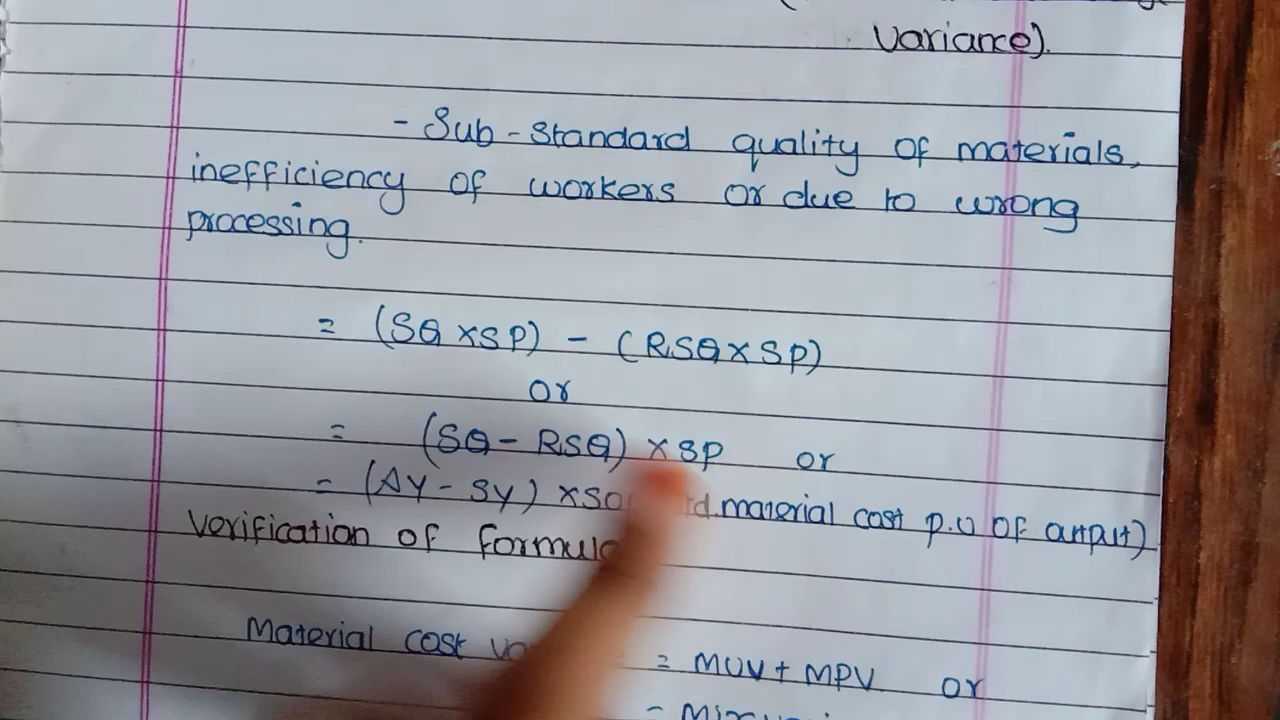 variance).
- Sub-standard quality of materials,
inefficiency of workers or due to wrong
processing.
= (SQ × SP) - (RSQ × SP)
or
= (SQ - RSQ) × SP or
= (AY - SY) × material cost p.u of output)
Verification of
Material cost = MUV + MPV or